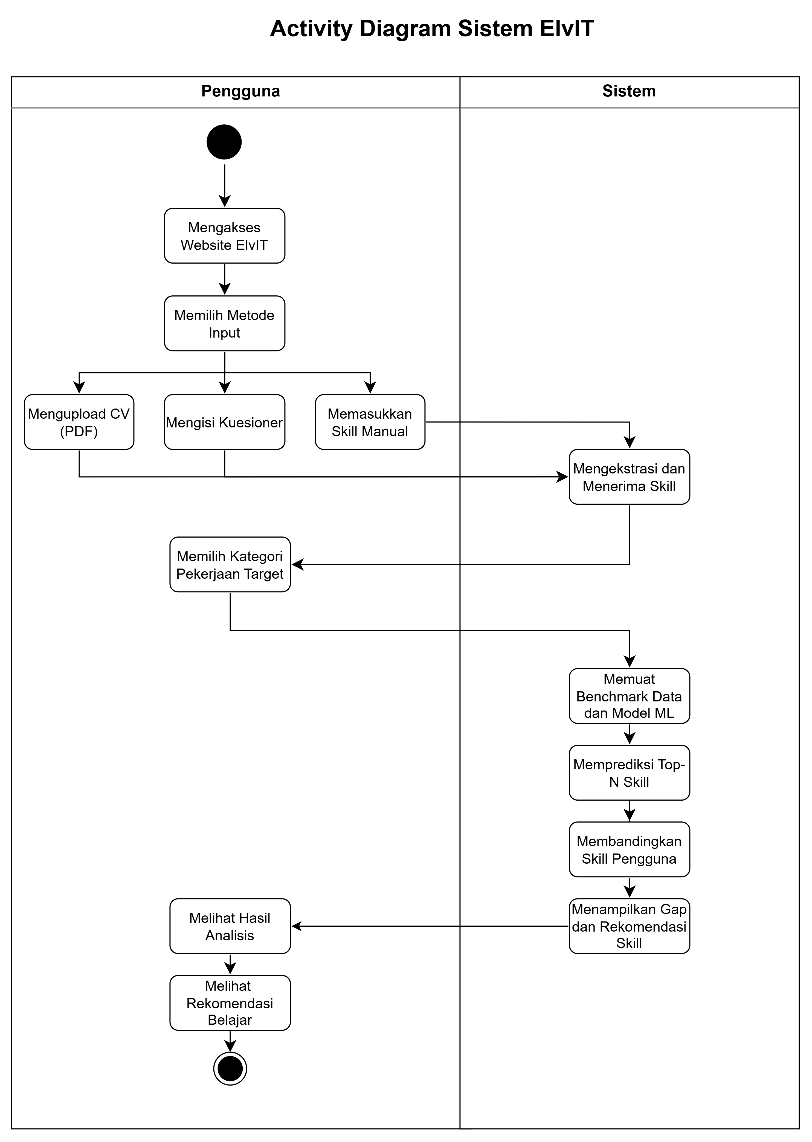 Activity Diagram Sistem ElvIT
Pengguna
Sistem
Mengakses
Website ElvIT
Memilih Metode
Input
Mengupload CV
(PDF)
Mengisi Kuesioner
Memasukkan
Skill Manual
Mengekstrasi dan
Menerima Skill
Memilih Kategori
Pekerjaan Target
Memuat
Benchmark Data
dan Model ML
Memprediksi Top-
N Skill
Membandingkan
Skill Pengguna
Menampilkan Gap
dan Rekomendasi
Skill
Melihat Hasil
Analisis
Melihat
Rekomendasi
Belajar